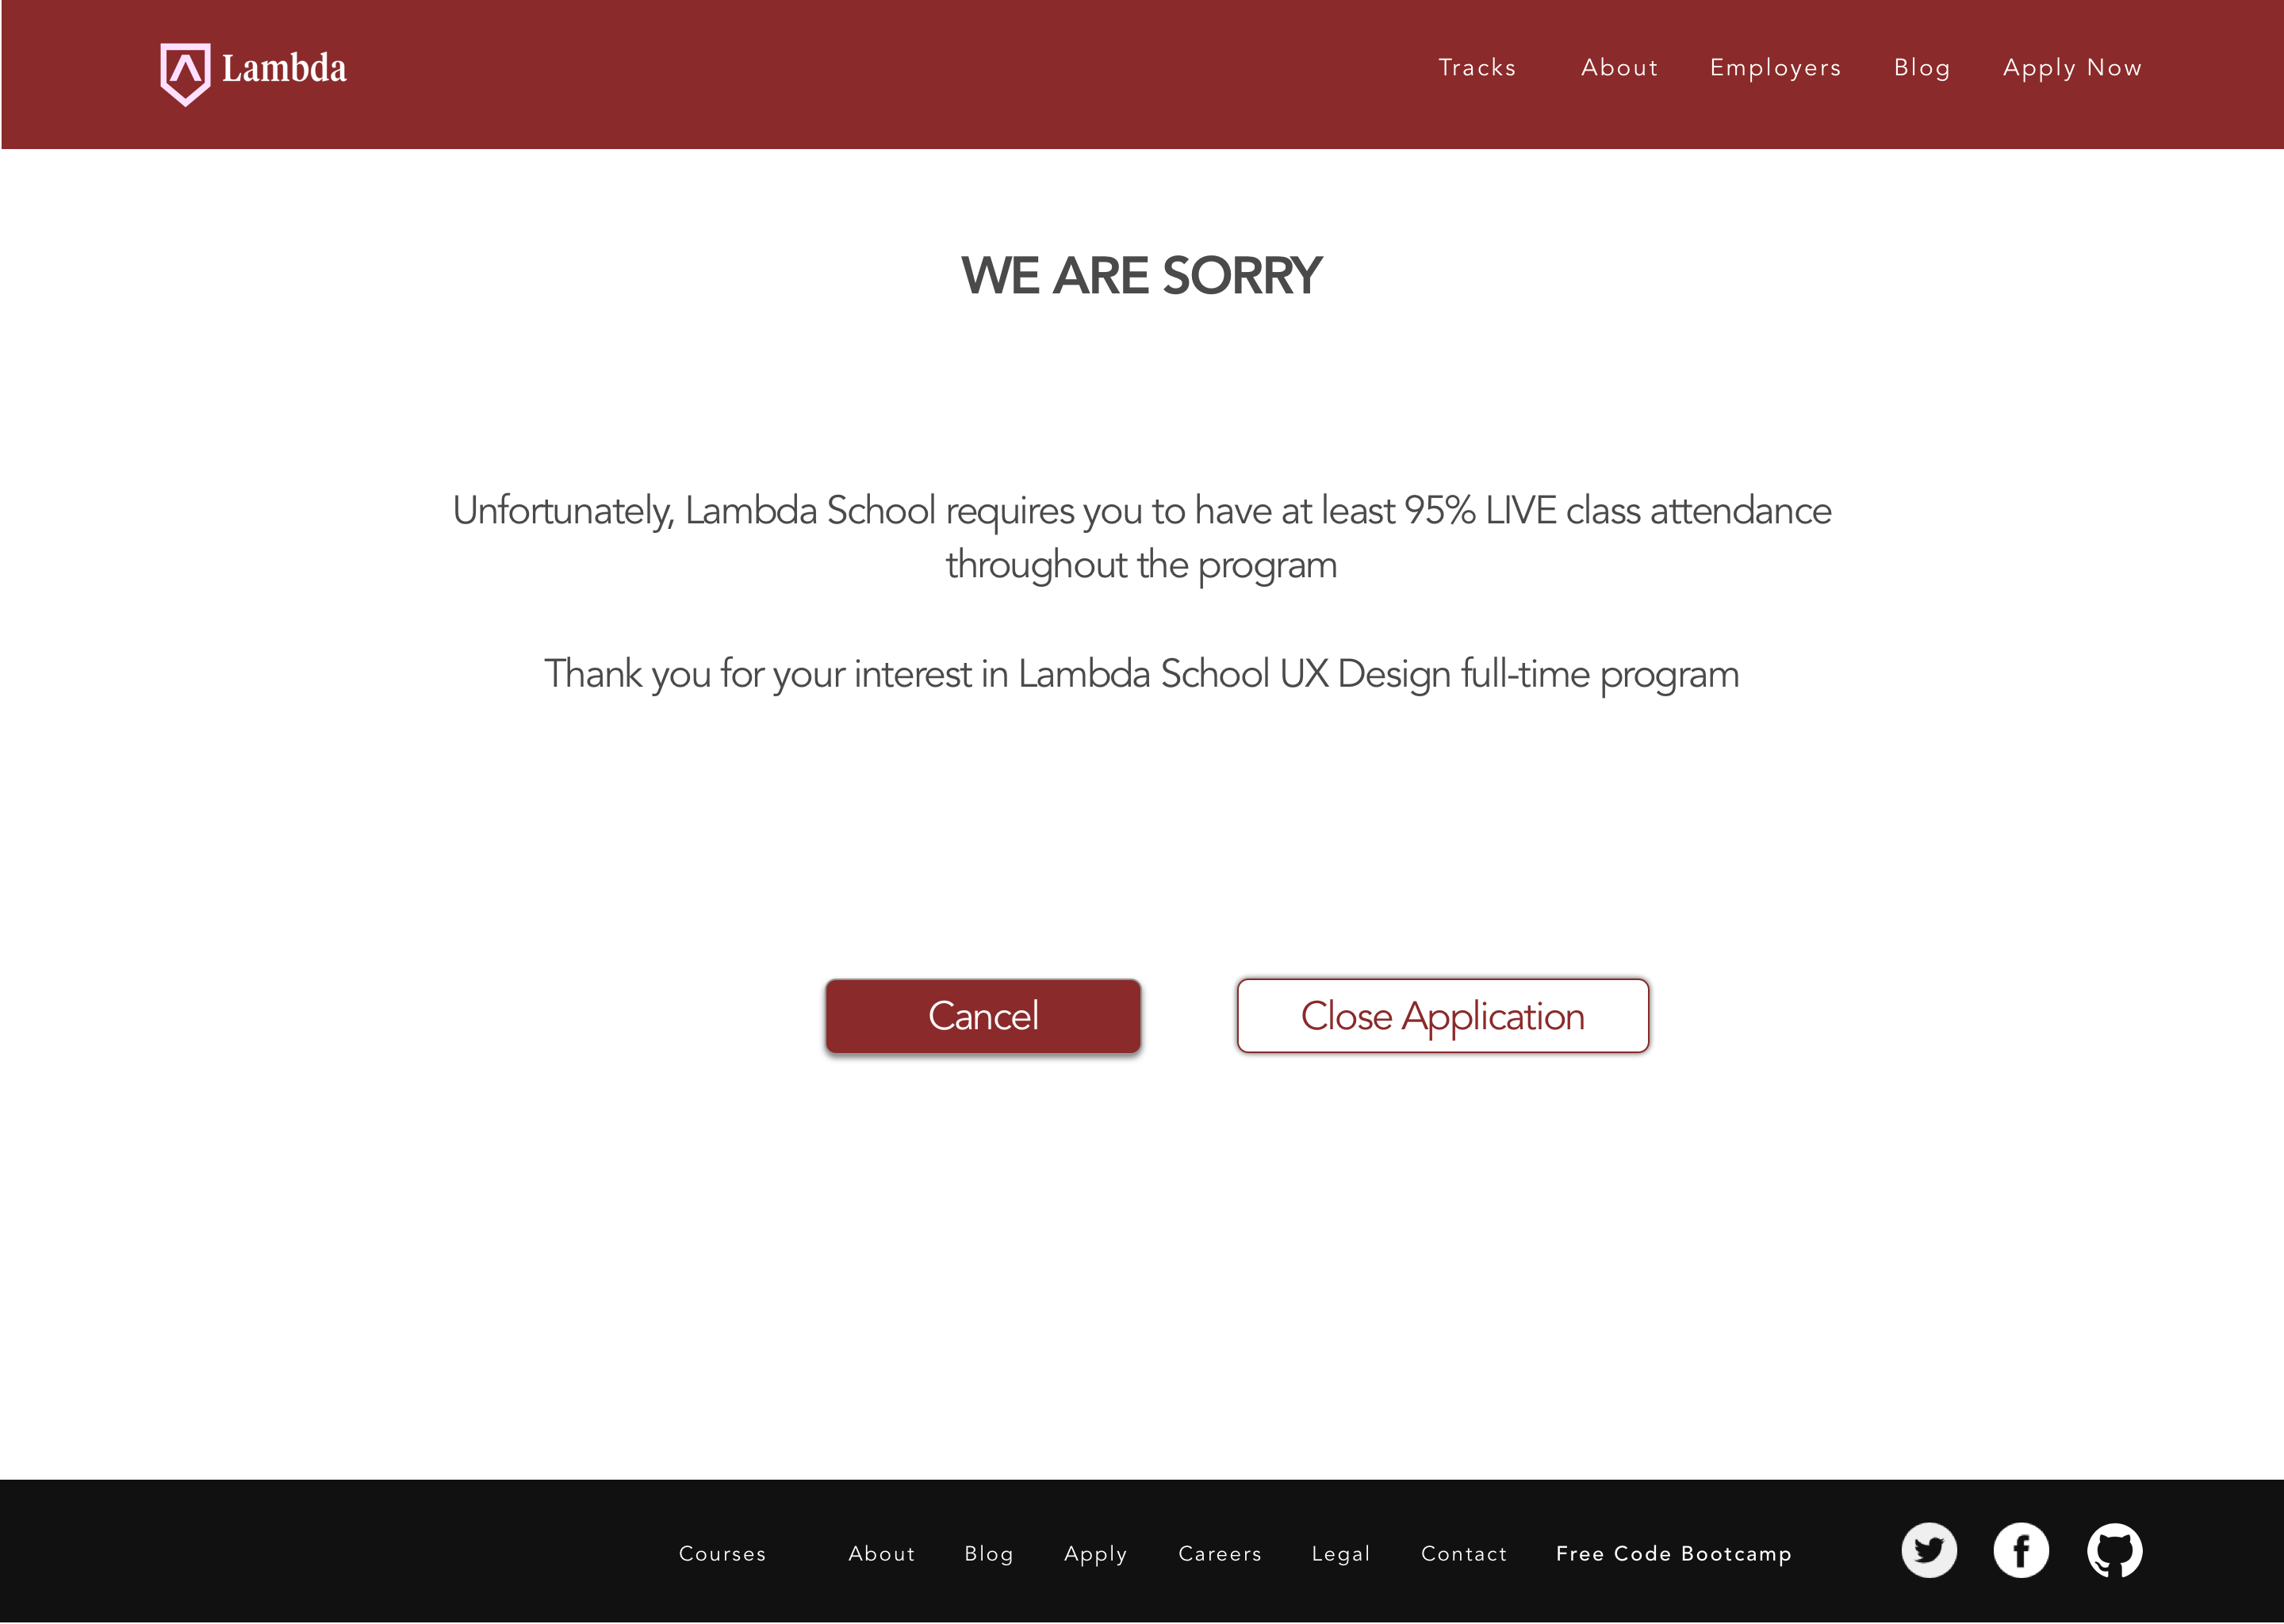 Lambda
Tracks About Employers Blog Apply Now
WE ARE SORRY
Unfortunately, Lambda School requires you to have at least 95% LIVE class attendance
throughout the program
Thank you for your interest in Lambda School UX Design full-time program
Cancel Close Application
Courses About Blog Apply Careers Legal Contact Free Code Bootcamp